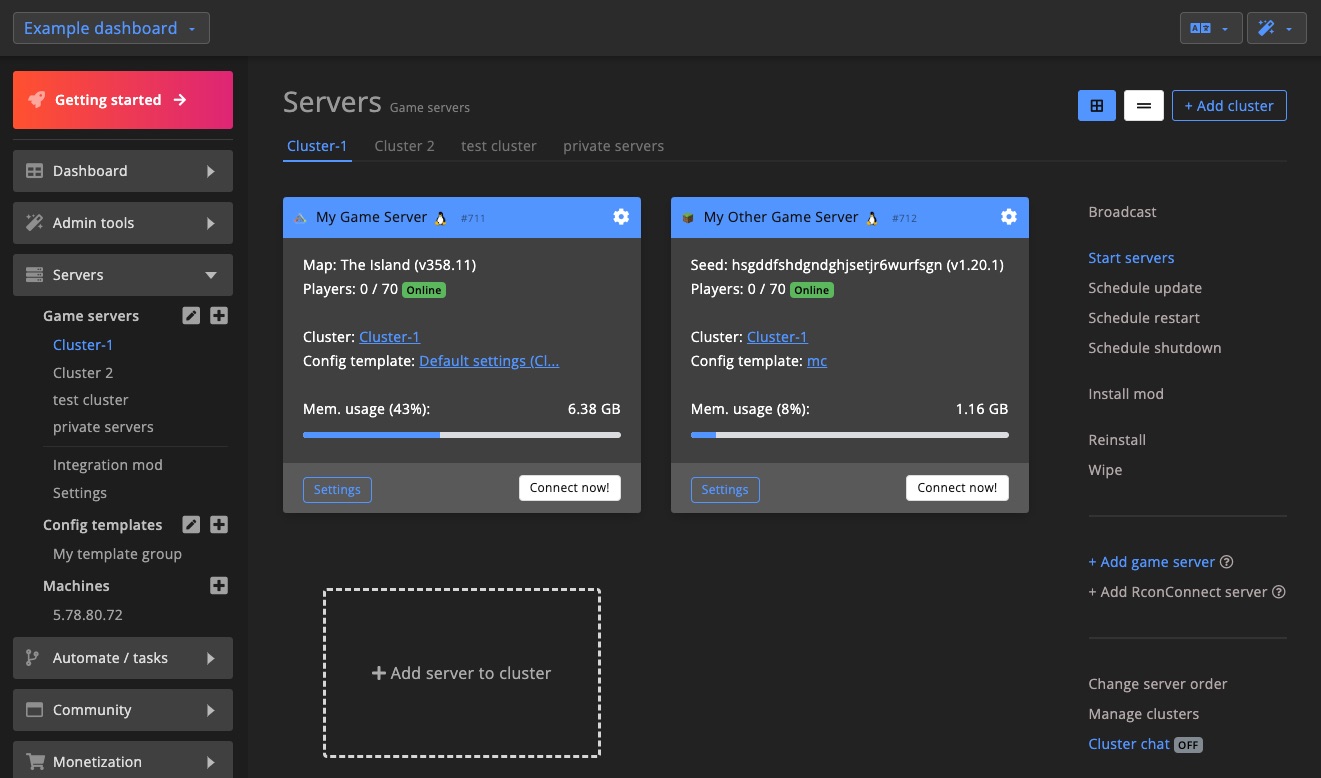 Example dashboard
Getting started
Dashboard
Admin tools
Servers
Game servers
Cluster-1
Cluster 2
test cluster
private servers
Integration mod
Settings
Config templates
My template group
Machines
5.78.80.72
Automate / tasks
Community
Monetization
Servers Game servers
+ Add cluster
Cluster-1 Cluster 2 test cluster private servers
My Game Server #711
Map: The Island (v358.11)
Players: 0 / 70 Online
Cluster: Cluster-1
Config template: Default settings (Cl...
Mem. usage (43%): 6.38 GB
Settings Connect now!
My Other Game Server #712
Seed: hsgddfshdgndghjsetjr6wurfsgn (v1.20.1)
Players: 0 / 70 Online
Cluster: Cluster-1
Config template: mc
Mem. usage (8%): 1.16 GB
Settings Connect now!
+ Add server to cluster
Broadcast
Start servers
Schedule update
Schedule restart
Schedule shutdown
Install mod
Reinstall
Wipe
+ Add game server ?
+ Add RconConnect server ?
Change server order
Manage clusters
Cluster chat OFF